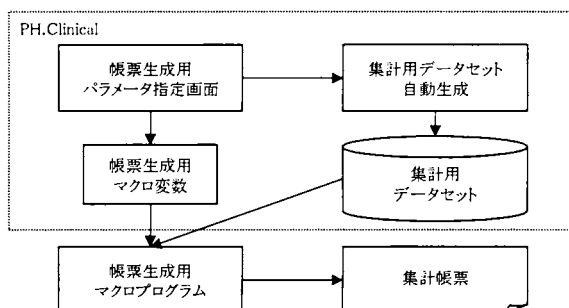 PH.Clinical
帳票生成用
パラメータ指定画面
集計用データセット
自動生成
帳票生成用
マクロ変数
集計用
データセット
帳票生成用
マクロプログラム
集計帳票